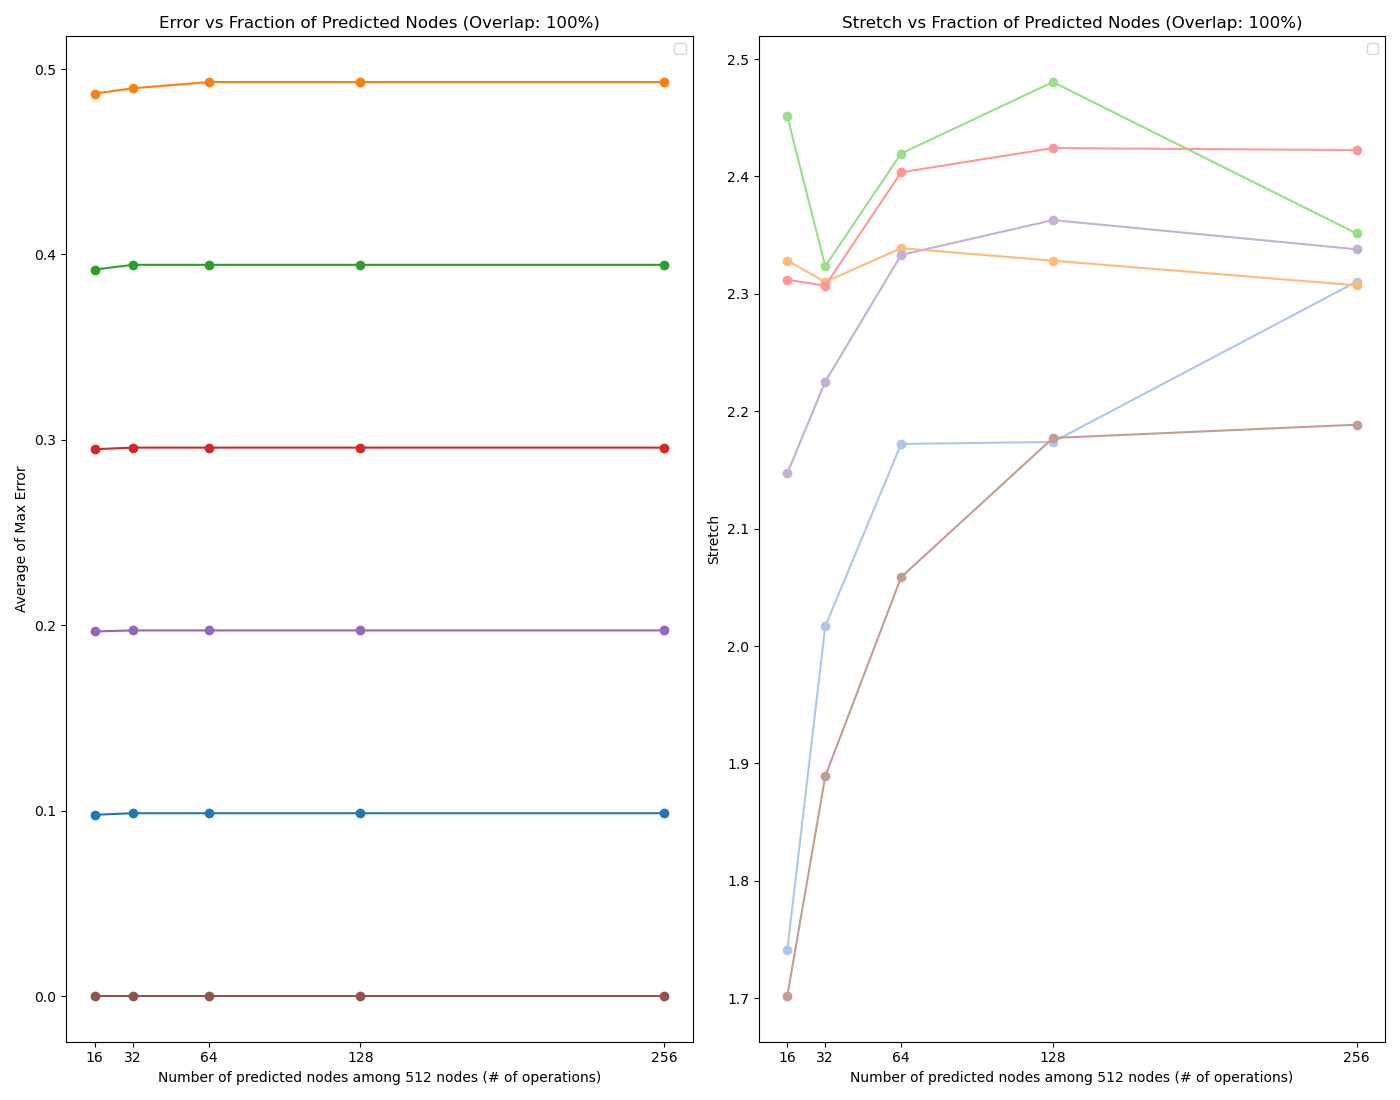 Error vs Fraction of Predicted Nodes (Overlap: 100%)
0.5
0.4
0.3
0.2
0.1
0.0
Average of Max Error
16 32 64 128 256
Number of predicted nodes among 512 nodes (# of operations)
Stretch vs Fraction of Predicted Nodes (Overlap: 100%)
2.5
2.4
2.3
2.2
2.1
2.0
1.9
1.8
1.7
Stretch
16 32 64 128 256
Number of predicted nodes among 512 nodes (# of operations)